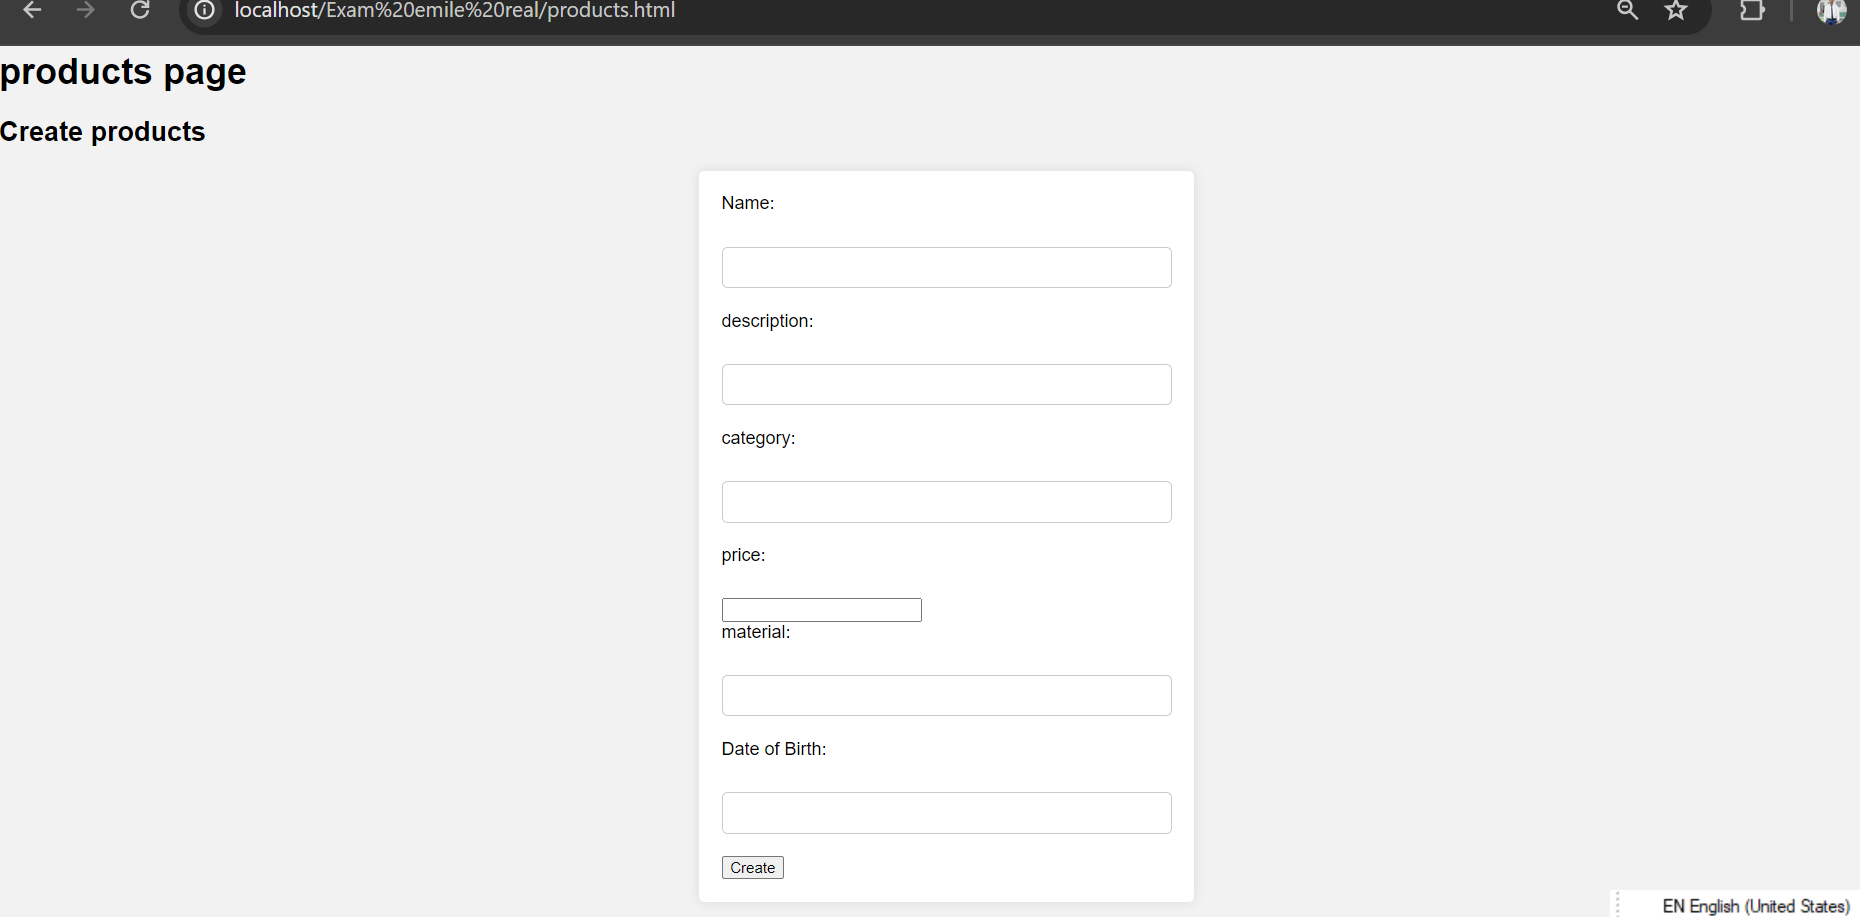 localhost/Exam%20emile%20real/products.html
products page
Create products
Name:
description:
category:
price:
material:
Date of Birth:
Create
EN English (United States)